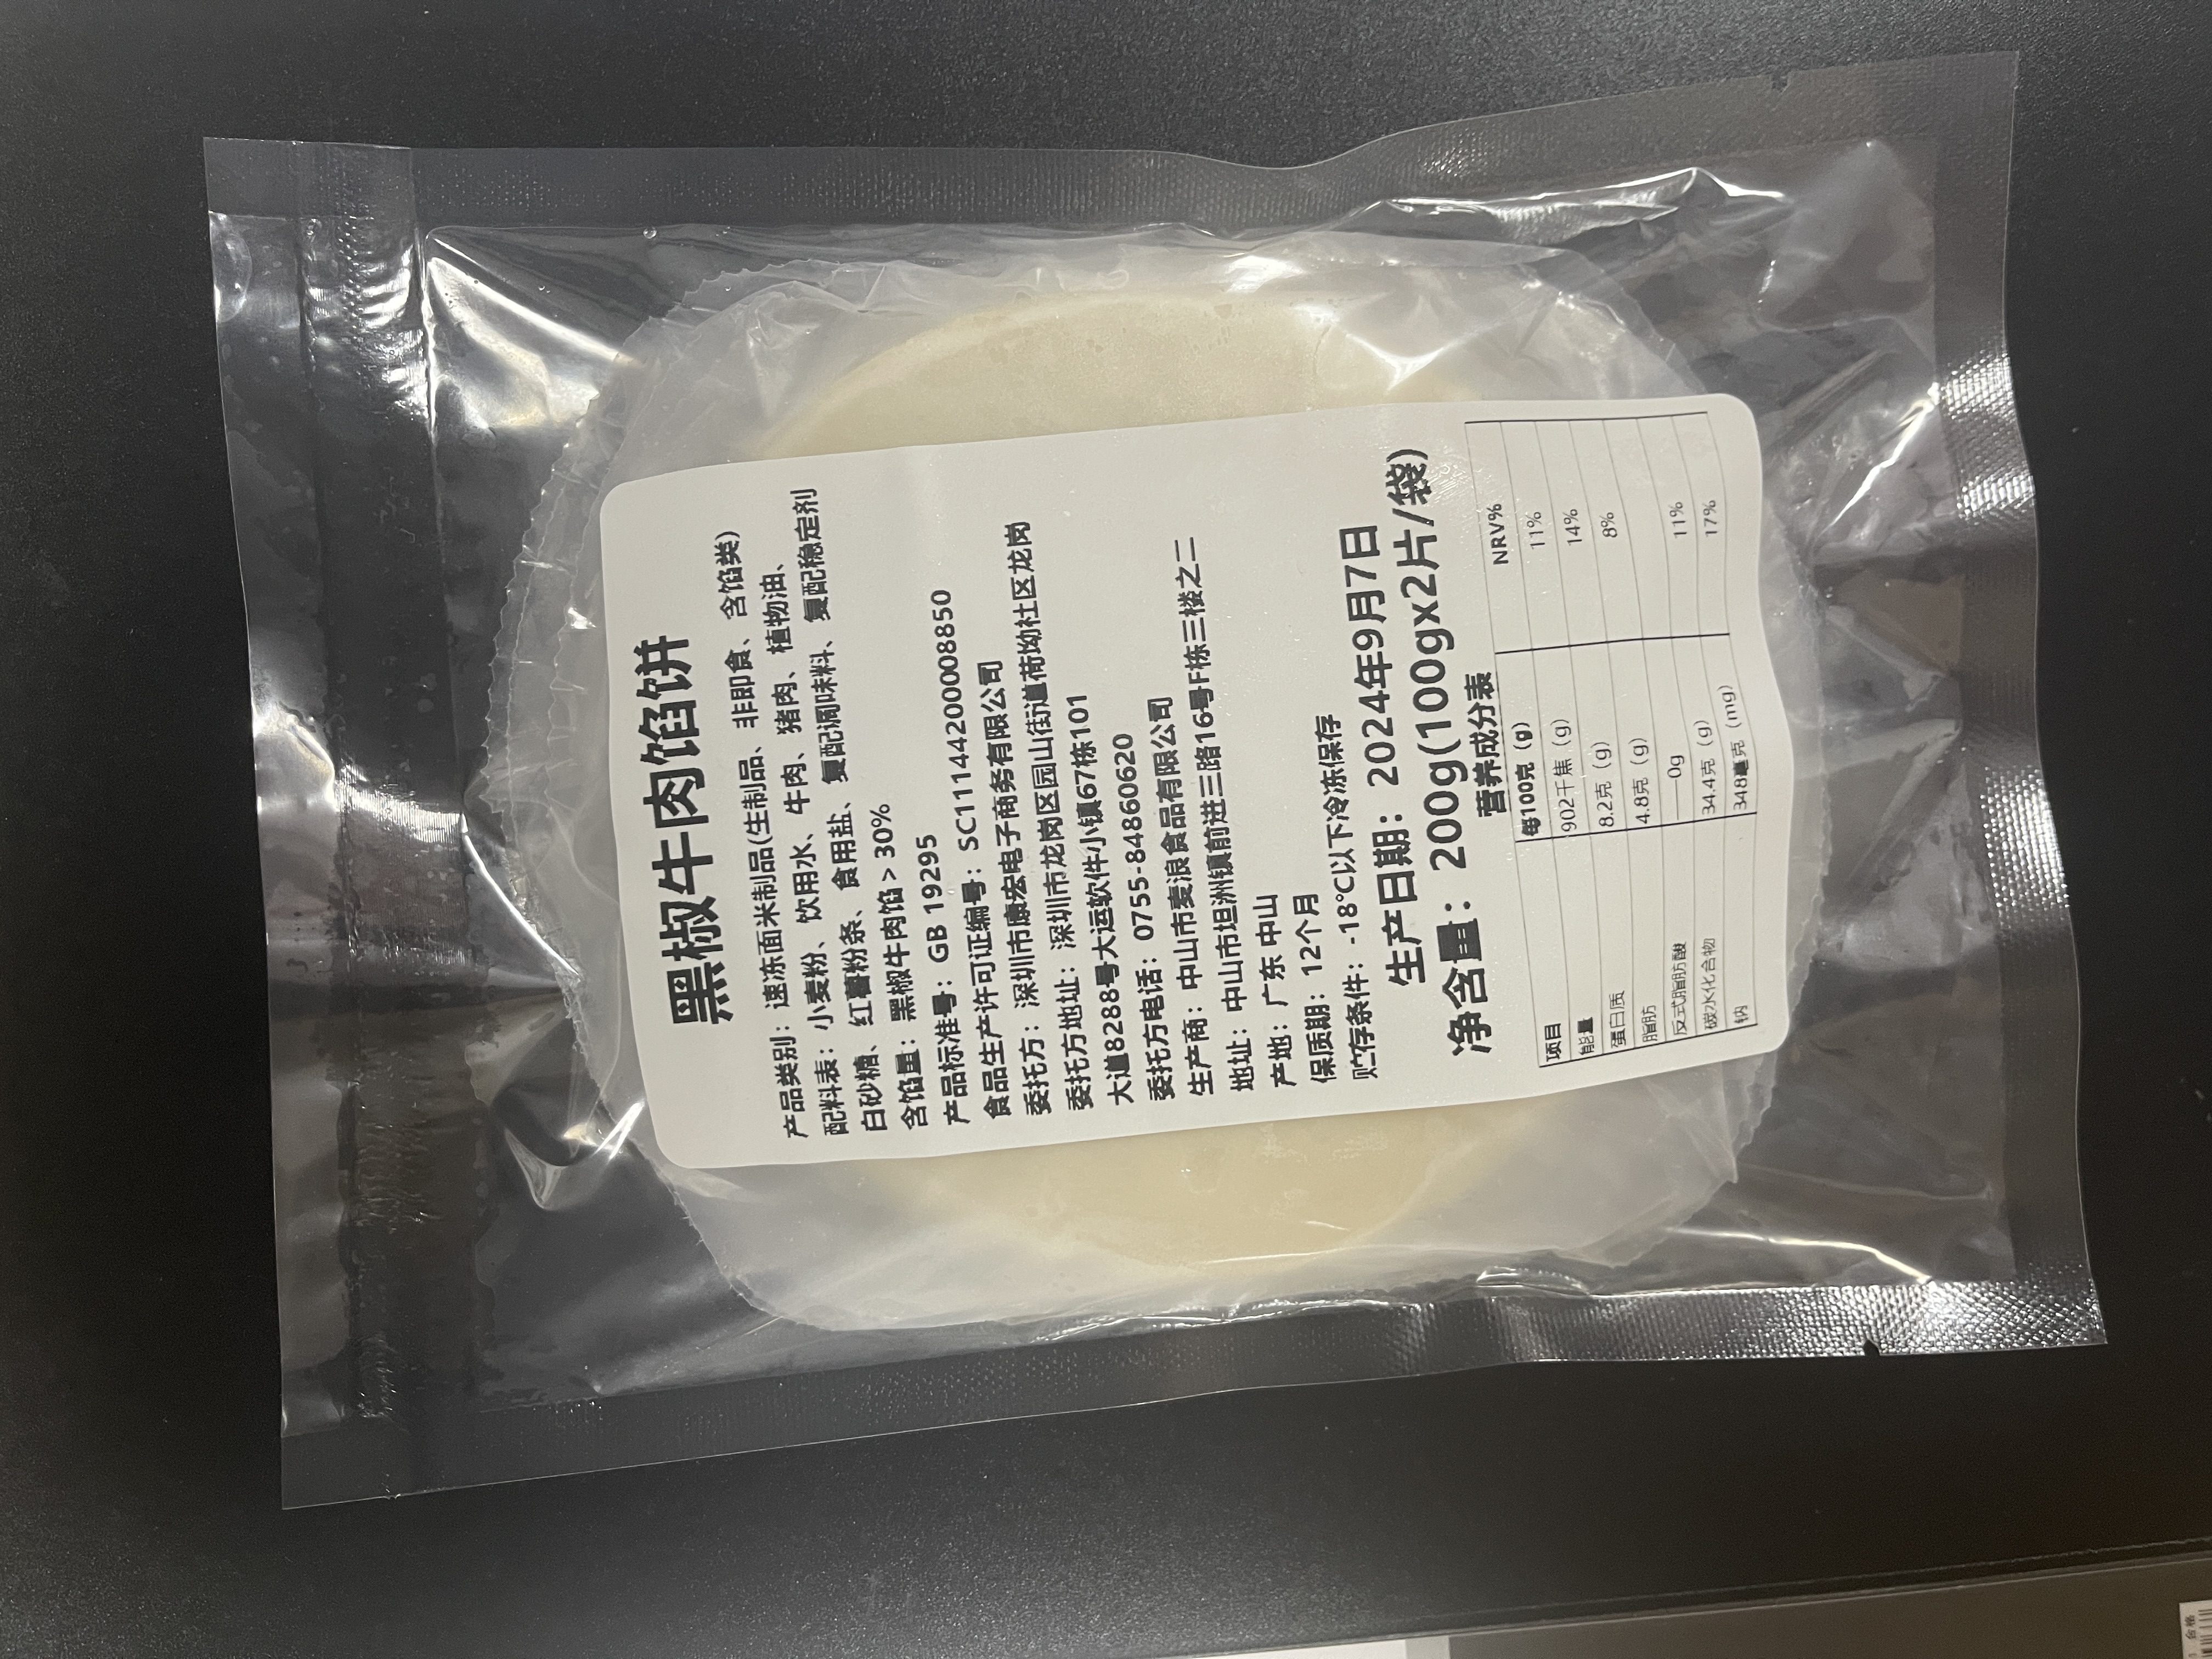 黑椒牛肉馅饼
产品类别：速冻面米制品(生制品、非即食、含馅类)
配料表：小麦粉、饮用水、牛肉、猪肉、植物油、
白砂糖、红薯粉条、食用盐、复配调味料、复配稳定剂
含馅量：黑椒牛肉馅 > 30%
产品标准号：GB 19295
食品生产许可证编号：SC11144200008850
委托方：深圳市康宏电子商务有限公司
委托方地址：深圳市龙岗区园山街道荷坳社区龙岗
大道8288号大运软件小镇67栋101
委托方电话：0755-84860620
生产商：中山市麦浪食品有限公司
地址：中山市坦洲镇前进三路16号F栋三楼之二
产地：广东 中山
保质期：12个月
贮存条件：-18℃以下冷冻保存
生产日期：2024年9月7日
净含量：200g(100gx2片/袋)
营养成分表
项目 每100克（g） NRV%
能量 902千焦（g） 11%
蛋白质 8.2克（g） 14%
脂肪 4.8克（g） 8%
反式脂肪酸 ——0g
碳水化合物 34.4克（g） 11%
钠 348毫克（mg） 17%
合格